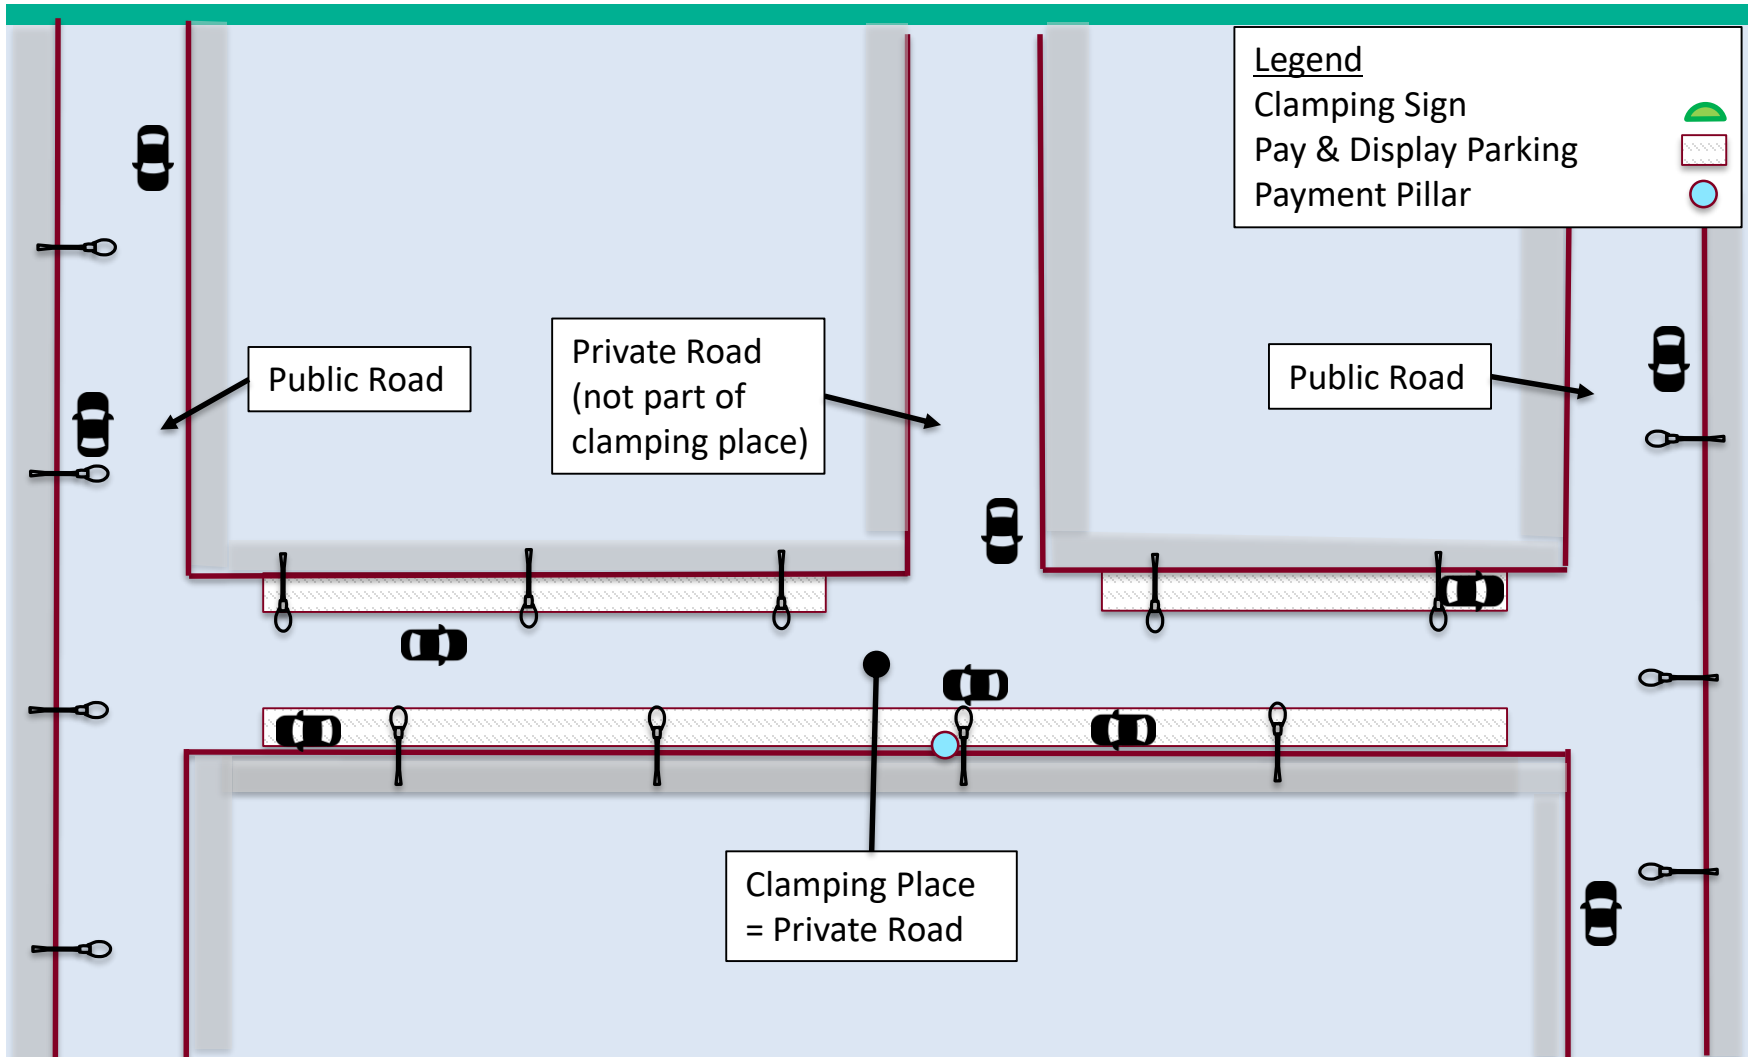 Legend
Clamping Sign
Pay & Display Parking
Payment Pillar
Public Road
Private Road
(not part of
clamping place)
Public Road
Clamping Place
= Private Road